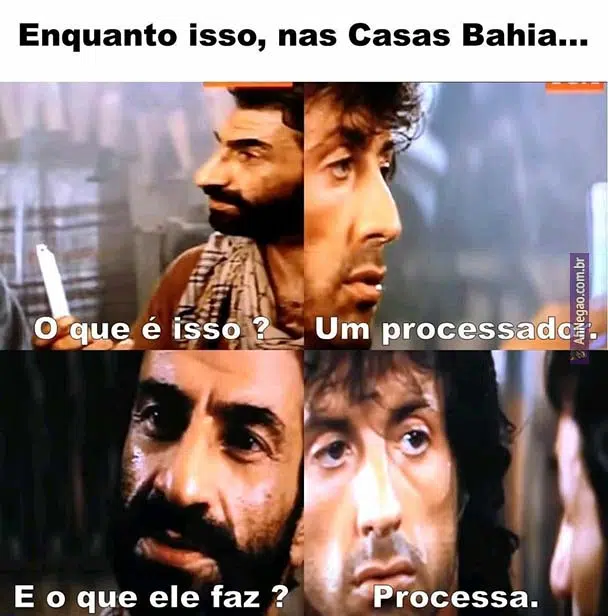 Enquanto isso, nas Casas Bahia...
O que é isso ?
Um processador.
AhNegao.com.br
E o que ele faz ?
Processa.